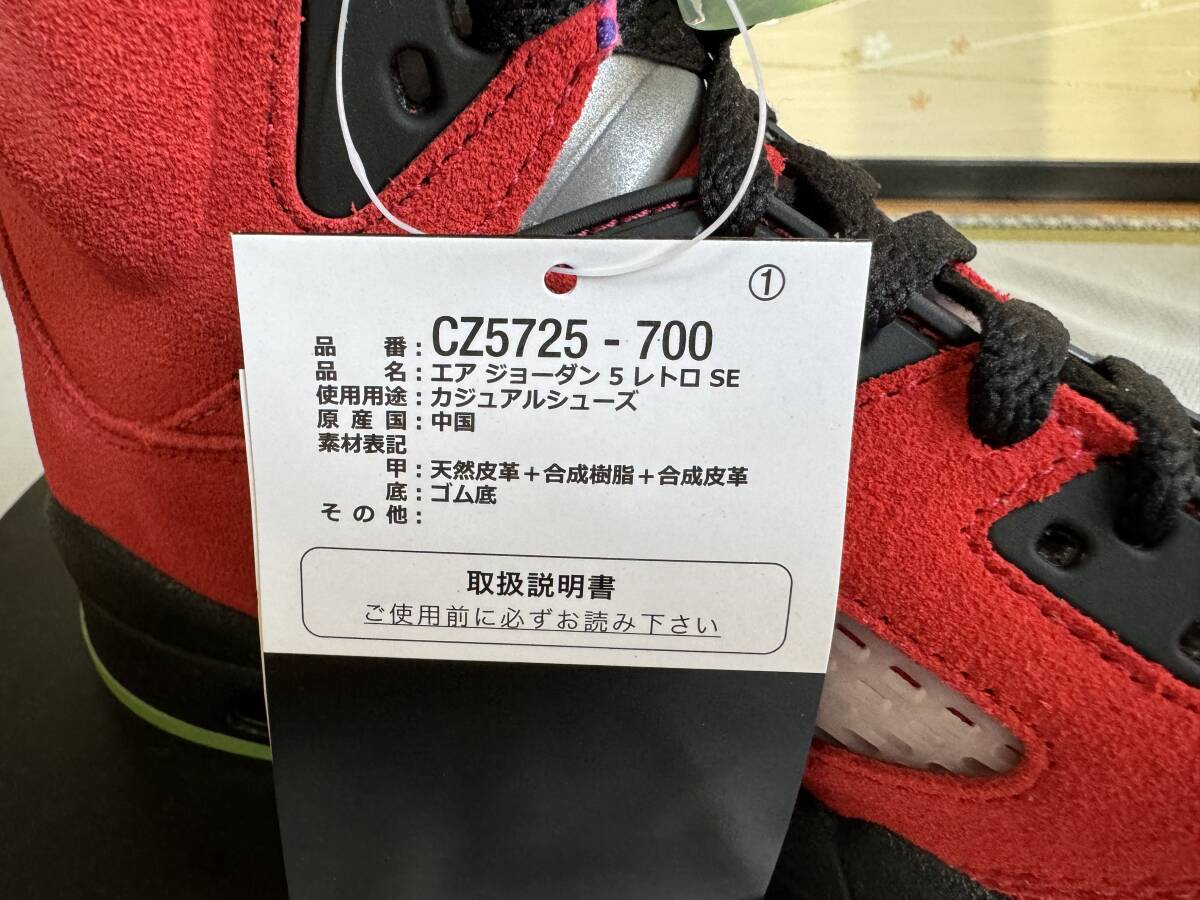 ①
品番：CZ5725 - 700
品名：エア ジョーダン 5 レトロ SE
使用用途：カジュアルシューズ
原産国：中国
素材表記
甲：天然皮革＋合成樹脂＋合成皮革
底：ゴム底
その他：
取扱説明書
ご使用前に必ずお読み下さい